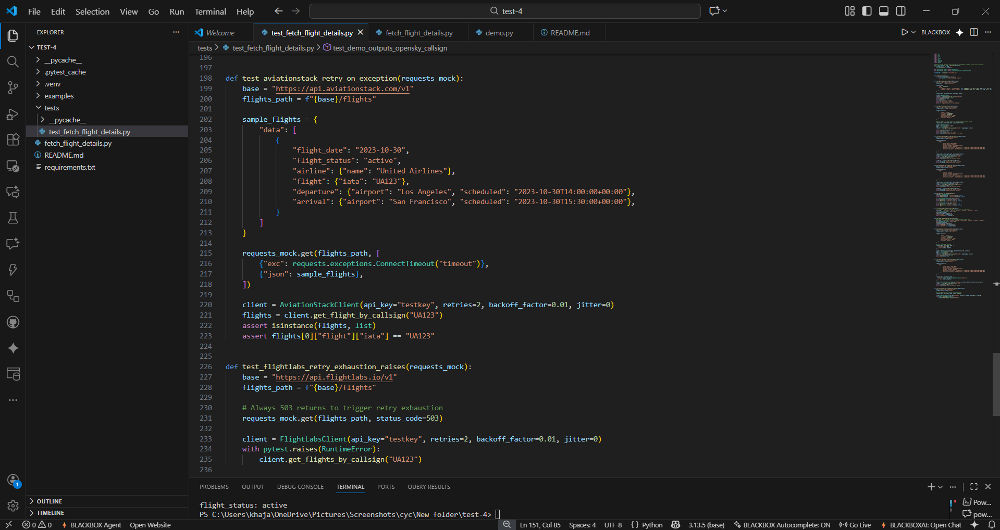 File Edit Selection View Go Run Terminal Help
test-4
EXPLORER
TEST-4
__pycache__
.pytest_cache
.venv
examples
tests
__pycache__
test_fetch_flight_details.py
fetch_flight_details.py
README.md
requirements.txt
OUTLINE
TIMELINE
Welcome
test_fetch_flight_details.py
fetch_flight_details.py
demo.py
README.md
BLACKBOX
tests > test_fetch_flight_details.py > test_demo_outputs_opensky_callsign
196
197
198 def test_aviationstack_retry_on_exception(requests_mock):
199     base = "https://api.aviationstack.com/v1"
200     flights_path = f"{base}/flights"
201
202     sample_flights = {
203         "data": [
204             {
205                 "flight_date": "2023-10-30",
206                 "flight_status": "active",
207                 "airline": {"name": "United Airlines"},
208                 "flight": {"iata": "UA123"},
209                 "departure": {"airport": "Los Angeles", "scheduled": "2023-10-30T14:00:00+00:00"},
210                 "arrival": {"airport": "San Francisco", "scheduled": "2023-10-30T15:30:00+00:00"},
211             }
212         ]
213     }
214
215     requests_mock.get(flights_path, [
216         {"exc": requests.exceptions.ConnectTimeout("timeout")},
217         {"json": sample_flights},
218     ])
219
220     client = AviationStackClient(api_key="testkey", retries=2, backoff_factor=0.01, jitter=0)
221     flights = client.get_flight_by_callsign("UA123")
222     assert isinstance(flights, list)
223     assert flights[0]["flight"]["iata"] == "UA123"
224
225
226 def test_flightlabs_retry_exhaustion_raises(requests_mock):
227     base = "https://api.flightlabs.io/v1"
228     flights_path = f"{base}/flights"
229
230     # Always 503 returns to trigger retry exhaustion
231     requests_mock.get(flights_path, status_code=503)
232
233     client = FlightLabsClient(api_key="testkey", retries=2, backoff_factor=0.01, jitter=0)
234     with pytest.raises(RuntimeError):
235         client.get_flights_by_callsign("UA123")
236
PROBLEMS OUTPUT DEBUG CONSOLE TERMINAL PORTS QUERY RESULTS
flight_status: active
PS C:\Users\khaja\OneDrive\Pictures\Screenshots\cyc\New folder\test-4>
Pow...
pow...
1
0 0 BLACKBOX Agent Open Website
Ln 151, Col 85 Spaces: 4 UTF-8 { } Python 3.13.5 (base) BLACKBOX Autocomplete: ON Go Live BLACKBOXAI: Open Chat